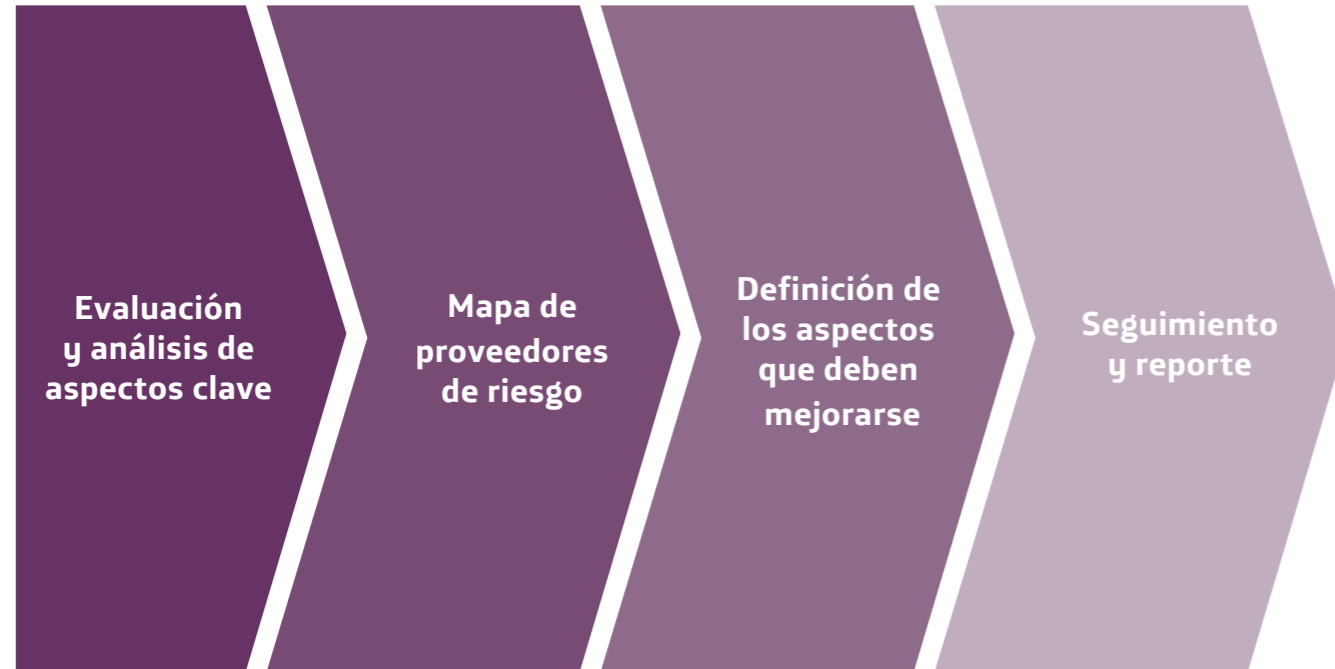 Evaluación
y análisis de
aspectos clave
Mapa de
proveedores
de riesgo
Definición de
los aspectos
que deben
mejorarse
Seguimiento
y reporte